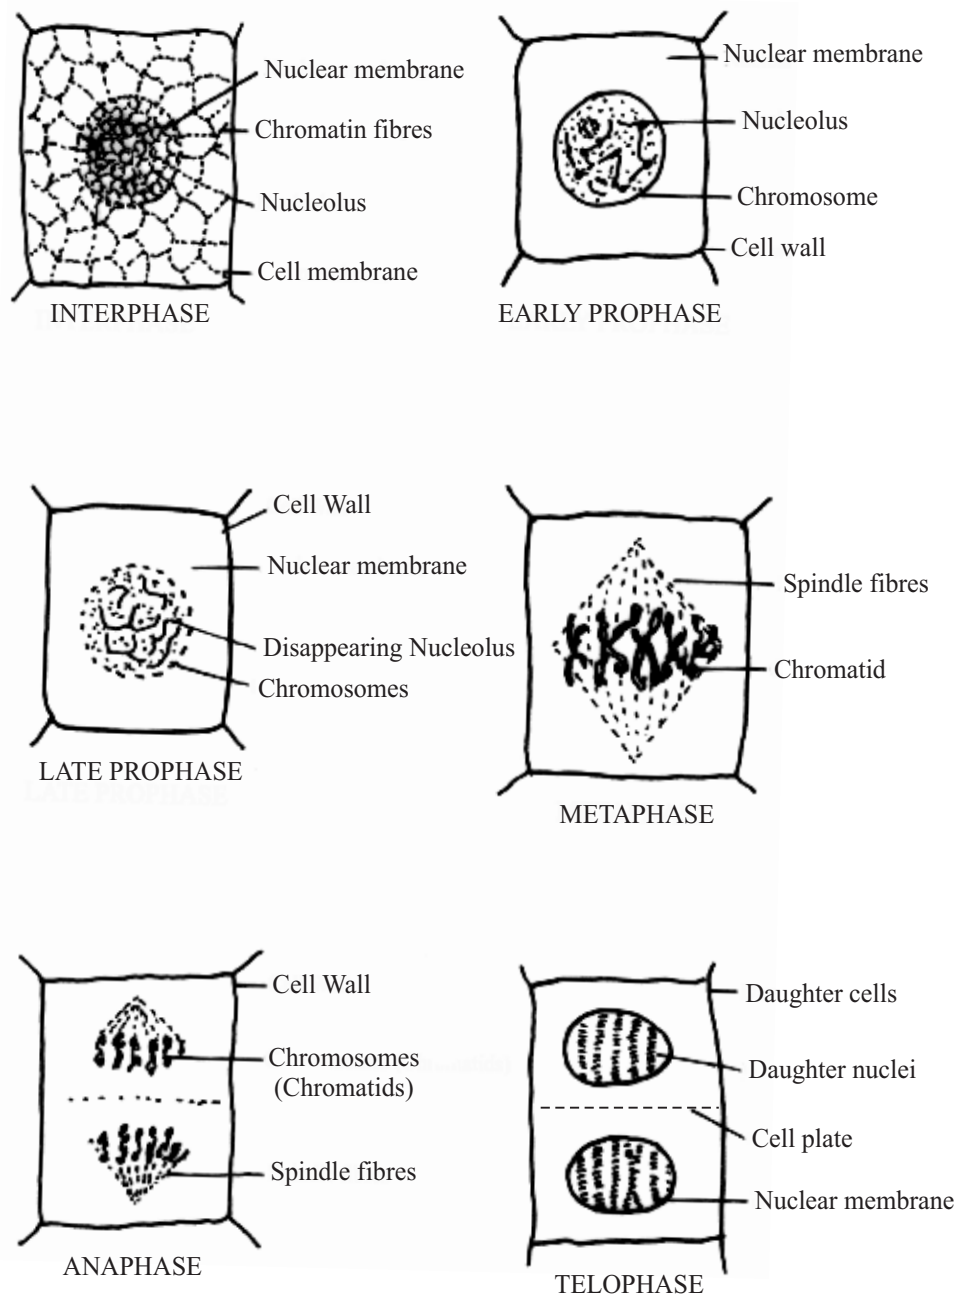 Nuclear membrane
Chromatin fibres
Nucleolus
Cell membrane
INTERPHASE
Nuclear membrane
Nucleolus
Chromosome
Cell wall
EARLY PROPHASE
Cell Wall
Nuclear membrane
Disappearing Nucleolus
Chromosomes
LATE PROPHASE
Spindle fibres
Chromatid
METAPHASE
Cell Wall
Chromosomes
(Chromatids)
Spindle fibres
ANAPHASE
Daughter cells
Daughter nuclei
Cell plate
Nuclear membrane
TELOPHASE